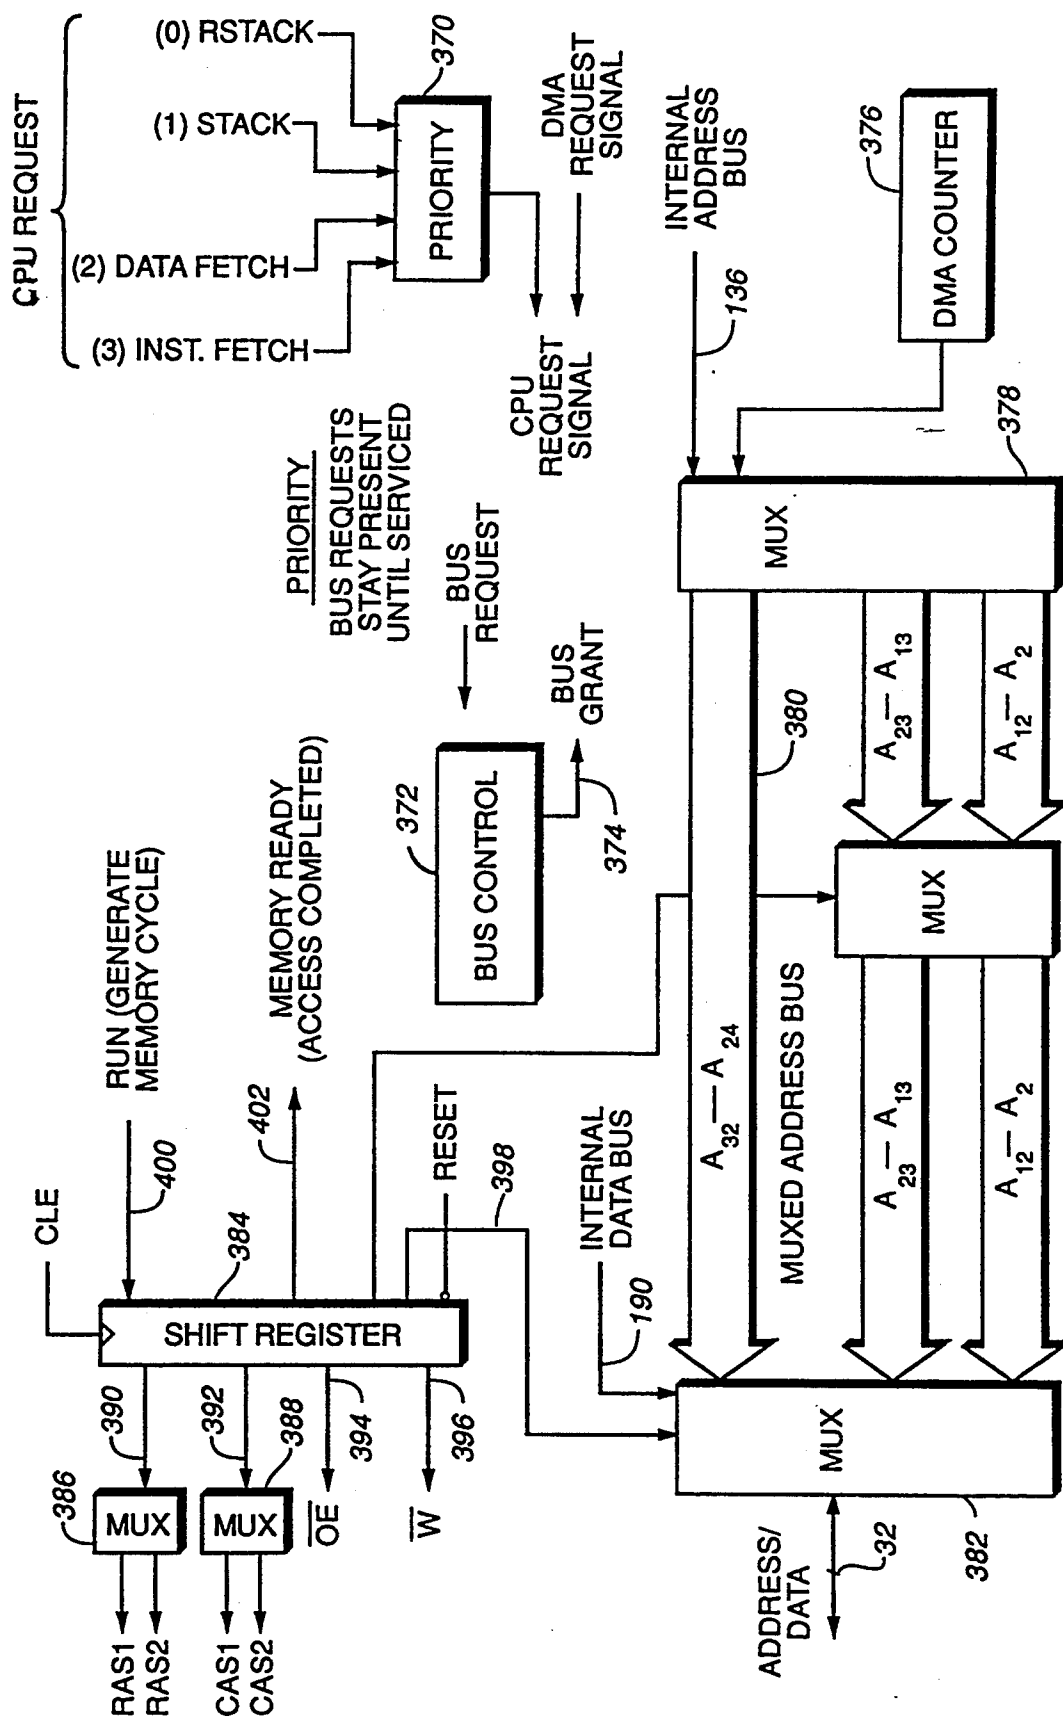 CPU REQUEST
(0) RSTACK
(1) STACK
(2) DATA FETCH
(3) INST. FETCH
370
PRIORITY
DMA
REQUEST
SIGNAL
CPU
REQUEST
SIGNAL
PRIORITY
BUS REQUESTS
STAY PRESENT
UNTIL SERVICED
BUS
REQUEST
372
BUS CONTROL
BUS
GRANT
374
INTERNAL
ADDRESS
BUS
136
376
DMA COUNTER
378
MUX
380
A23 — A13
A12 — A2
MUX
A32 — A24
MUXED ADDRESS BUS
A23 — A13
A12 — A2
RUN (GENERATE
MEMORY CYCLE)
400
CLE
MEMORY READY
(ACCESS COMPLETED)
402
RESET
398
384
SHIFT REGISTER
390
392
394
396
386
MUX
388
MUX
OE
W
RAS1
RAS2
CAS1
CAS2
INTERNAL
DATA BUS
190
MUX
382
ADDRESS/
DATA
32